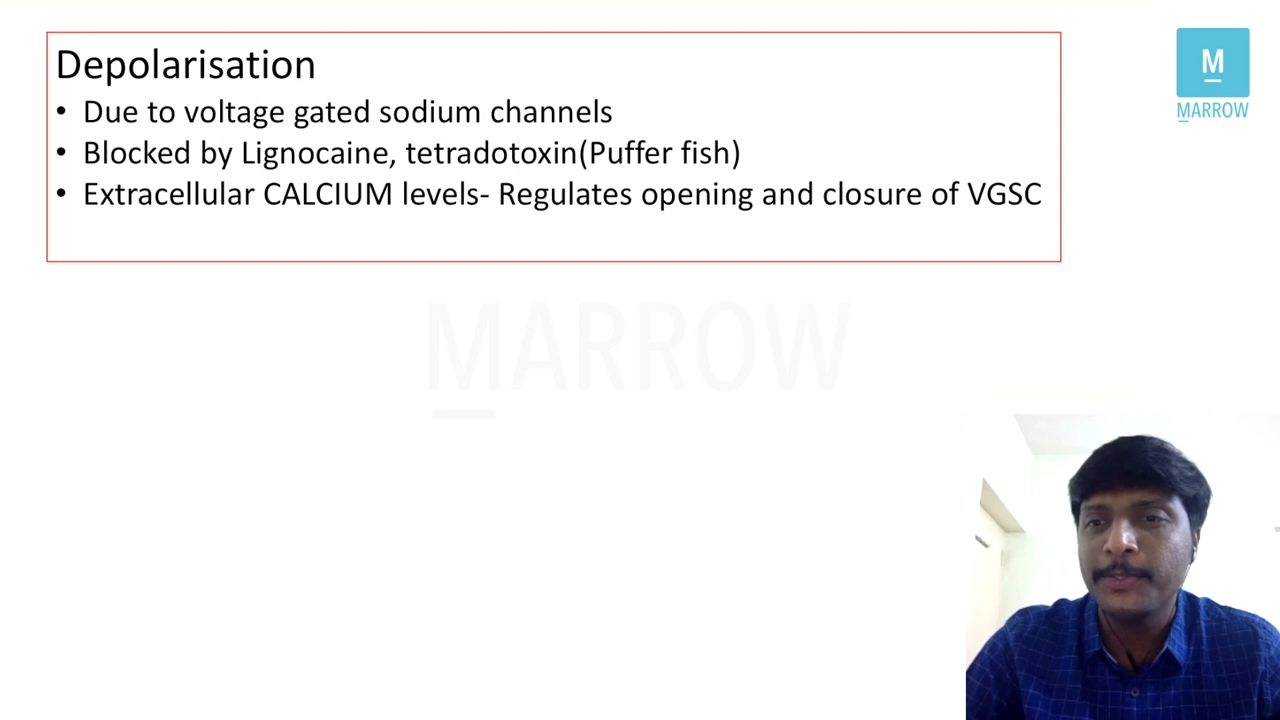 Depolarisation
• Due to voltage gated sodium channels
• Blocked by Lignocaine, tetradotoxin(Puffer fish)
• Extracellular CALCIUM levels- Regulates opening and closure of VGSC
M
MARROW
MARROW